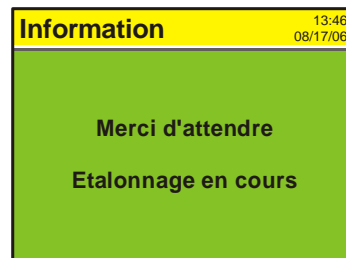 Information
13:46
08/17/06
Merci d'attendre
Etalonnage en cours